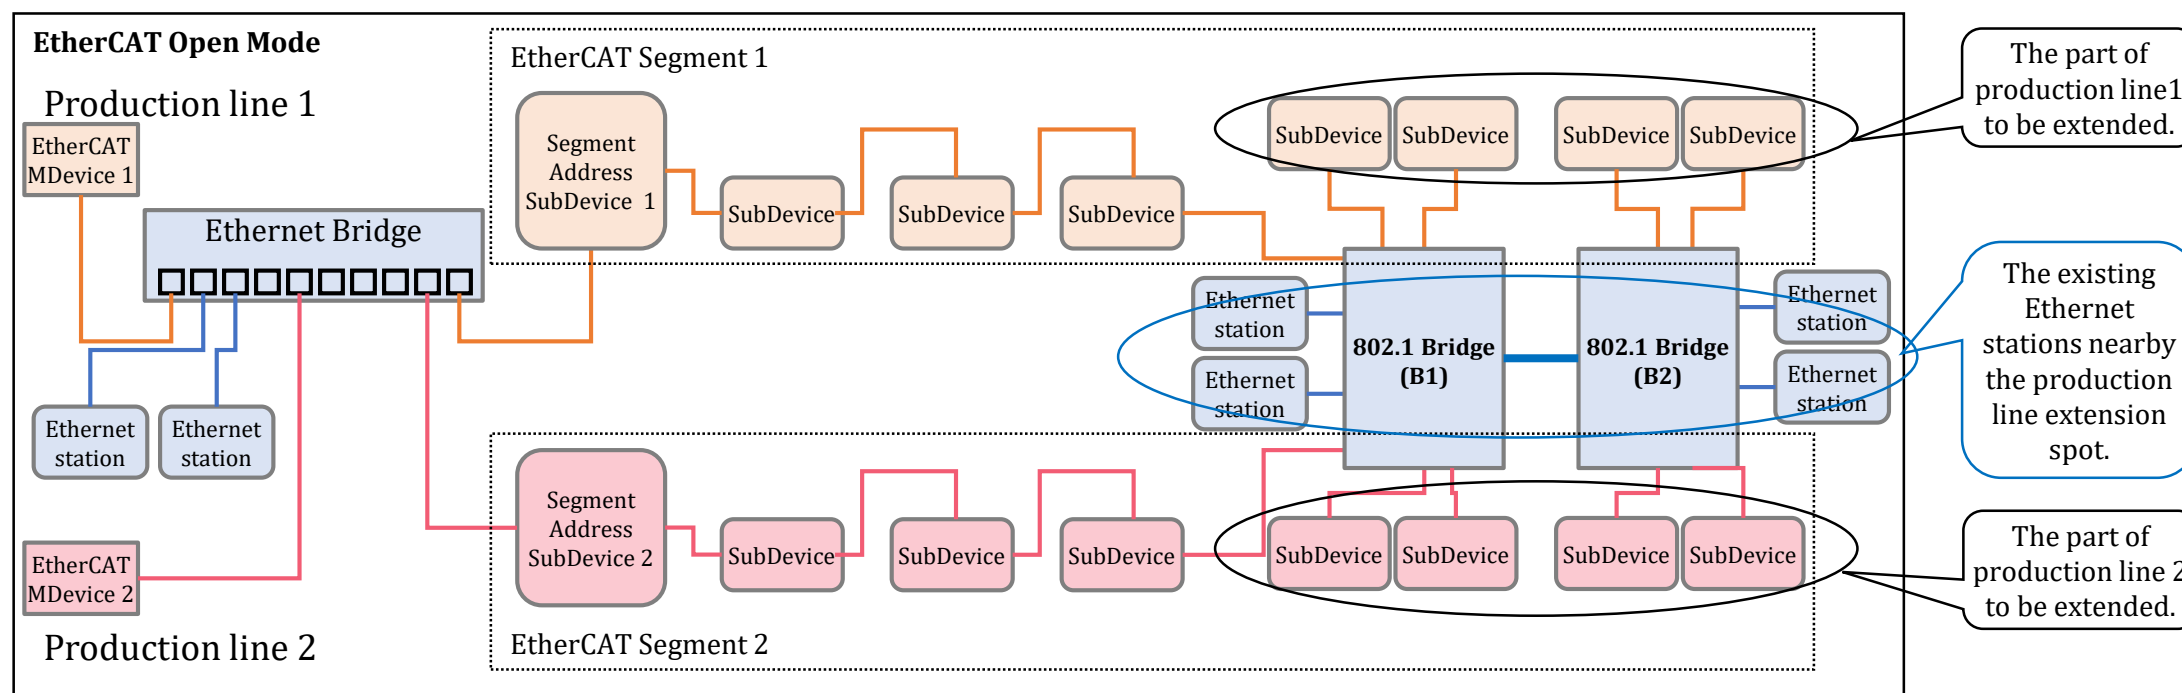 EtherCAT Open Mode
Production line 1
EtherCAT
MDevice 1
Ethernet Bridge
Ethernet
station
Ethernet
station
EtherCAT
MDevice 2
Production line 2
EtherCAT Segment 1
Segment
Address
SubDevice 1
SubDevice
SubDevice
SubDevice
SubDevice
SubDevice
SubDevice
SubDevice
Ethernet
station
Ethernet
station
802.1 Bridge
(B1)
802.1 Bridge
(B2)
Ethernet
station
Ethernet
station
Segment
Address
SubDevice 2
SubDevice
SubDevice
SubDevice
SubDevice
SubDevice
SubDevice
SubDevice
EtherCAT Segment 2
The part of
production line1
to be extended.
The existing
Ethernet
stations nearby
the production
line extension
spot.
The part of
production line 2
to be extended.